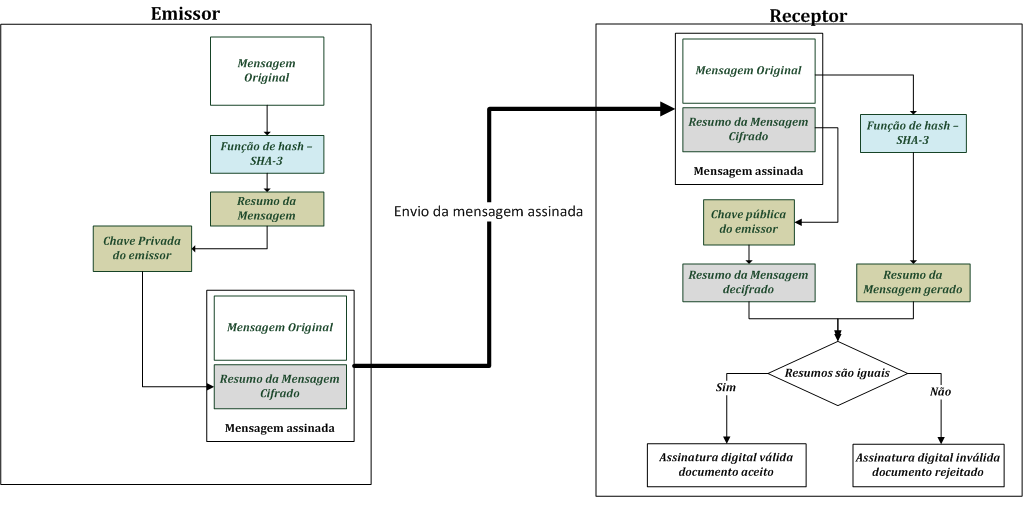 Emissor
Mensagem
Original
Função de hash –
SHA-3
Resumo da
Mensagem
Chave Privada
do emissor
Mensagem Original
Resumo da Mensagem
Cifrado
Mensagem assinada
Envio da mensagem assinada
Receptor
Mensagem Original
Resumo da Mensagem
Cifrado
Mensagem assinada
Função de hash –
SHA-3
Chave pública
do emissor
Resumo da Mensagem
decifrado
Resumo da
Mensagem gerado
Resumos são iguais
Sim
Não
Assinatura digital válida
documento aceito
Assinatura digital inválida
documento rejeitado